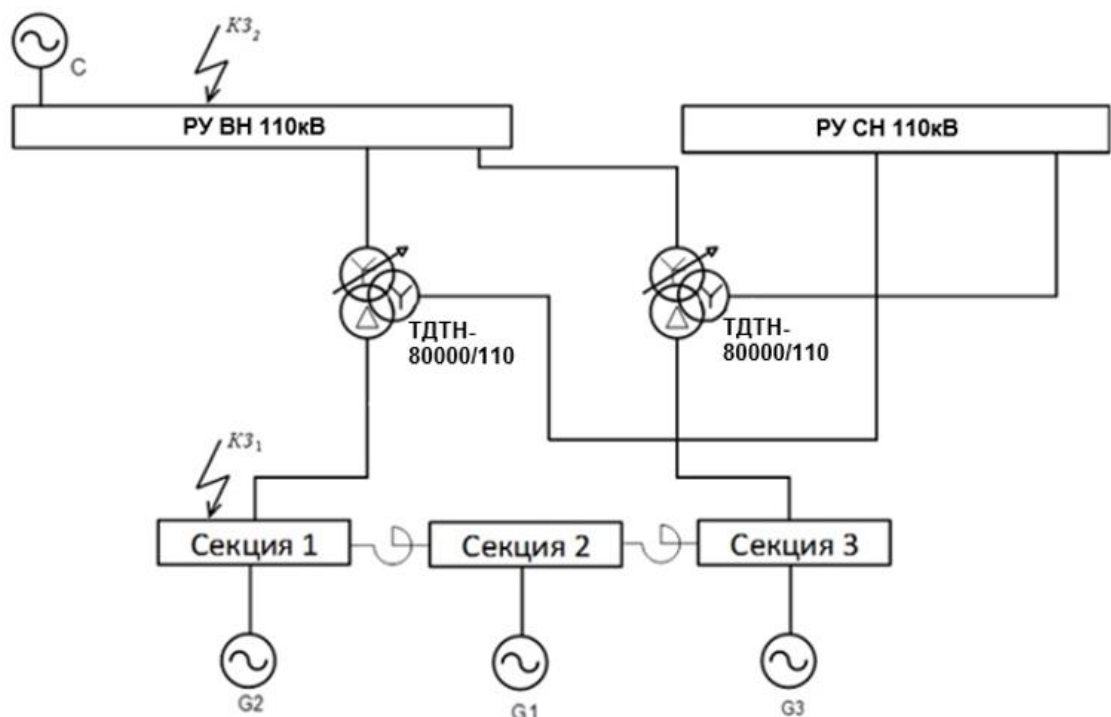 КЗ₂
С
РУ ВН 110кВ
РУ СН 110кВ
ТДТН-
80000/110
ТДТН-
80000/110
КЗ₁
Секция 1
Секция 2
Секция 3
G2
G1
G3